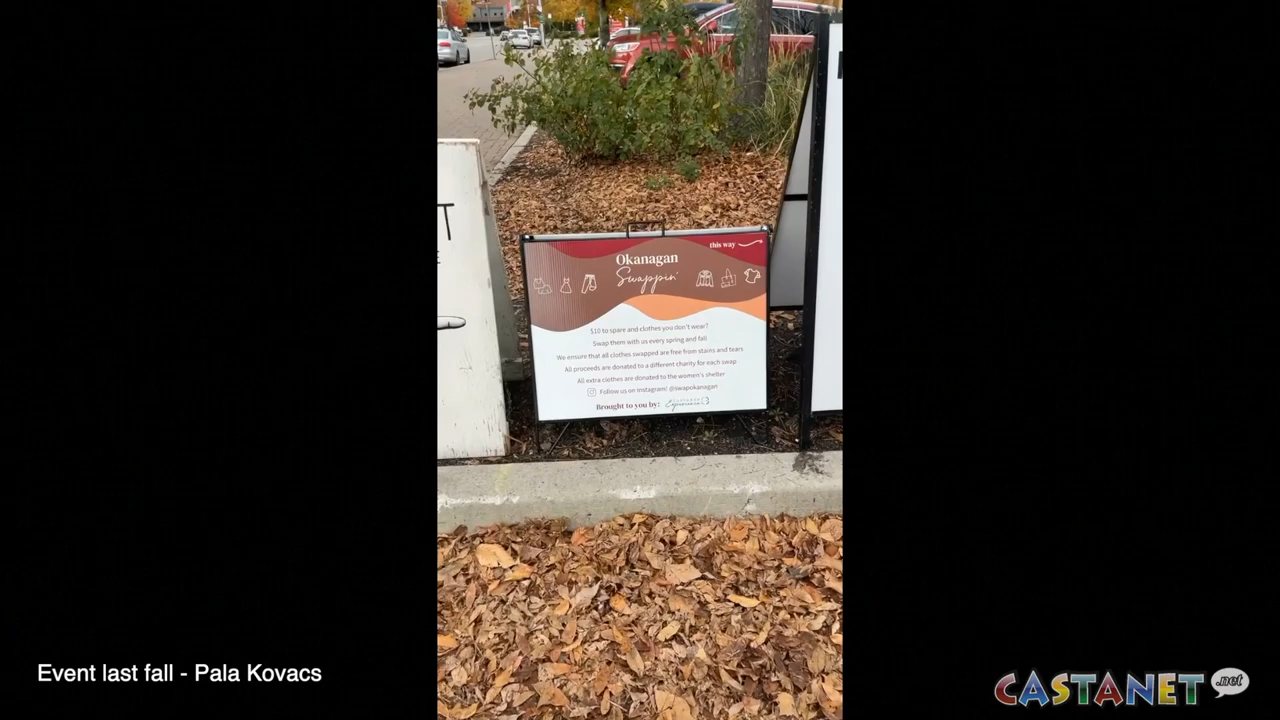 this way
Okanagan
Swappin'
$10 to spare and clothes you don't wear?
Swap them with us every spring and fall
We ensure that all clothes swapped are free from stains and tears
All proceeds are donated to a different charity for each swap
All extra clothes are donated to the women's shelter
Follow us on Instagram! @swapokanagan
Brought to you by:
Event last fall - Pala Kovacs
CASTANET .net